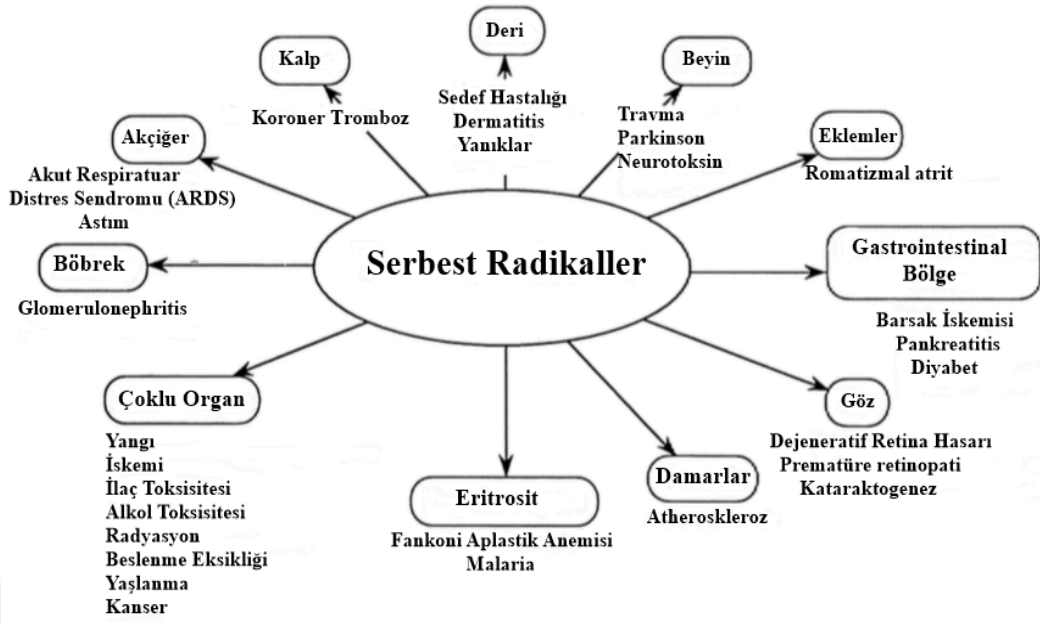 Deri
Sedef Hastalığı
Dermatitis
Yanıklar
Kalp
Koroner Tromboz
Beyin
Travma
Parkinson
Neurotoksin
Akçiğer
Akut Respiratuar
Distres Sendromu (ARDS)
Astım
Eklemler
Romatizmal atrit
Serbest Radikaller
Böbrek
Glomerulonephritis
Gastrointestinal
Bölge
Barsak İskemisi
Pankreatitis
Diyabet
Çoklu Organ
Yangı
İskemi
İlaç Toksisitesi
Alkol Toksisitesi
Radyasyon
Beslenme Eksikliği
Yaşlanma
Kanser
Eritrosit
Fankoni Aplastik Anemisi
Malaria
Damarlar
Atheroskleroz
Göz
Dejeneratif Retina Hasarı
Prematüre retinopati
Kataraktogenez